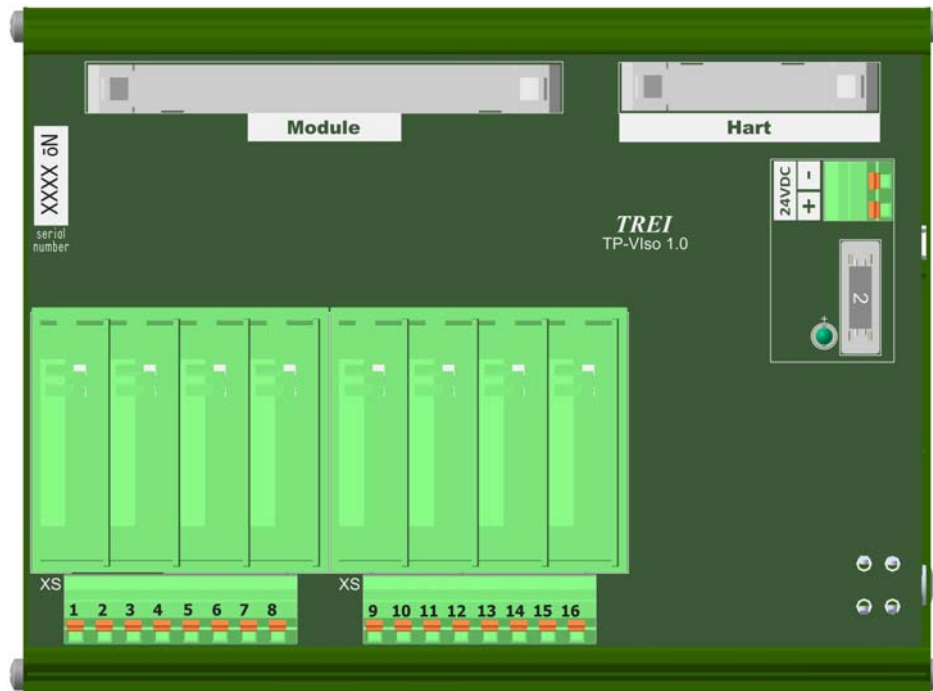 Module
Hart
№ XXXX
serial
number
24VDC
-
+
TREI
TP-VIso 1.0
2
XS
XS
1 2 3 4 5 6 7 8
9 10 11 12 13 14 15 16